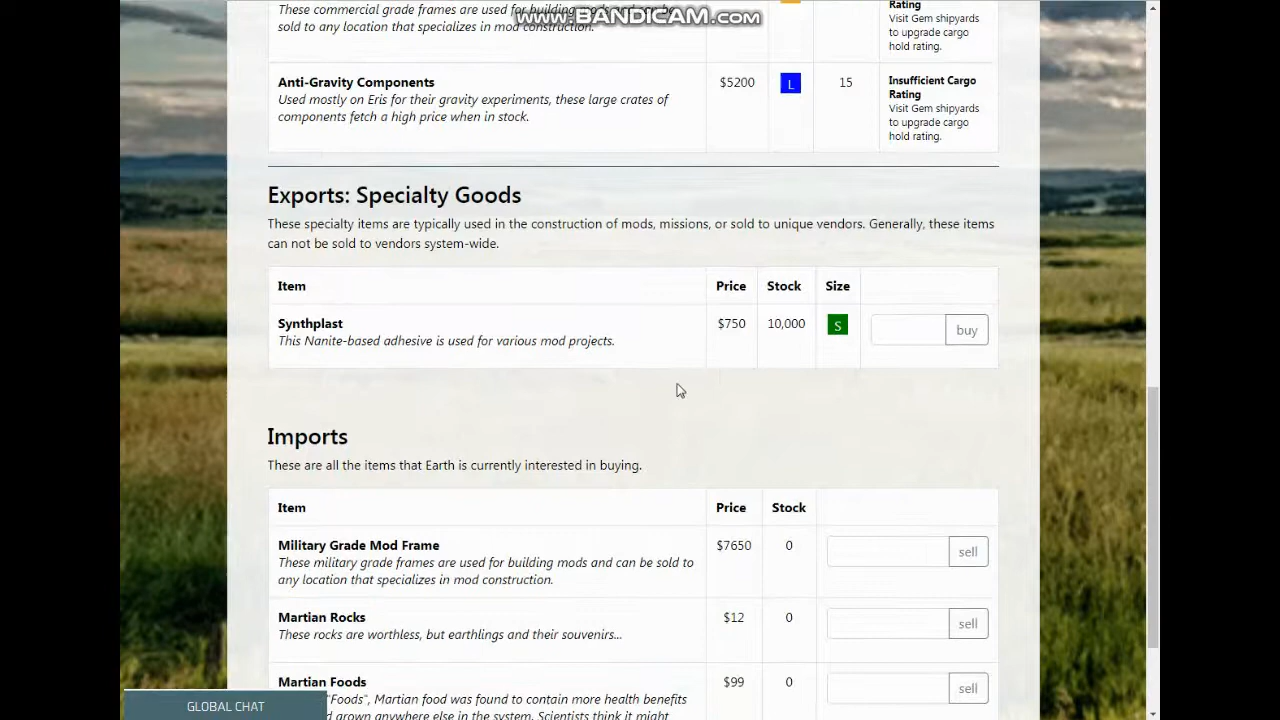 www.BANDICAM.com
These commercial grade frames are used for building mods and can be
sold to any location that specializes in mod construction.
Rating
Visit Gem shipyards
to upgrade cargo
hold rating.
Anti-Gravity Components
Used mostly on Eris for their gravity experiments, these large crates of
components fetch a high price when in stock.
$5200
L
15
Insufficient Cargo
Rating
Visit Gem shipyards
to upgrade cargo
hold rating.
Exports: Specialty Goods
These specialty items are typically used in the construction of mods, missions, or sold to unique vendors. Generally, these items
can not be sold to vendors system-wide.
Item Price Stock Size
Synthplast
This Nanite-based adhesive is used for various mod projects.
$750 10,000 S buy
Imports
These are all the items that Earth is currently interested in buying.
Item Price Stock
Military Grade Mod Frame
These military grade frames are used for building mods and can be sold to
any location that specializes in mod construction.
$7650 0 sell
Martian Rocks
These rocks are worthless, but earthlings and their souvenirs...
$12 0 sell
Martian Foods
"Foods", Martian food was found to contain more health benefits
grown anywhere else in the system. Scientists think it might
$99 0 sell
GLOBAL CHAT